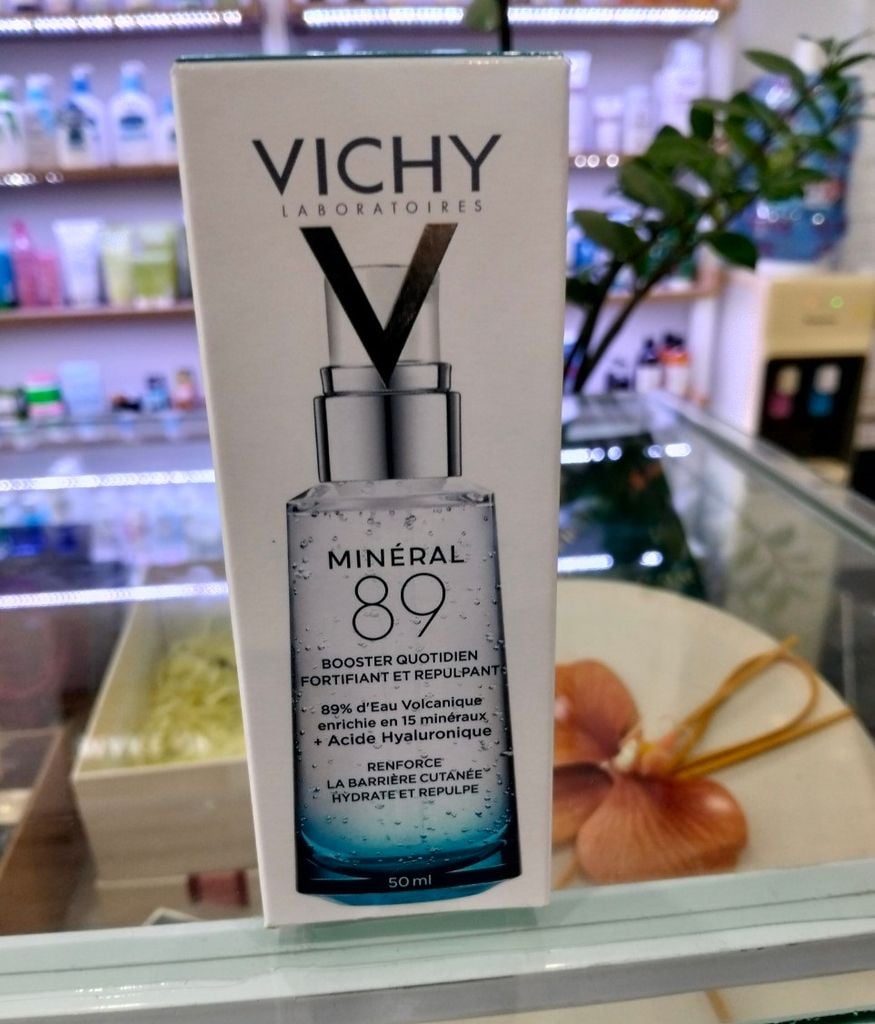 VICHY
LABORATOIRES
MINÉRAL
89
BOOSTER QUOTIDIEN
FORTIFIANT ET REPULPANT
89% d'Eau Volcanique
enrichie en 15 minéraux
+ Acide Hyaluronique
RENFORCE
LA BARRIÈRE CUTANÉE
HYDRATE ET REPULPE
50 ml